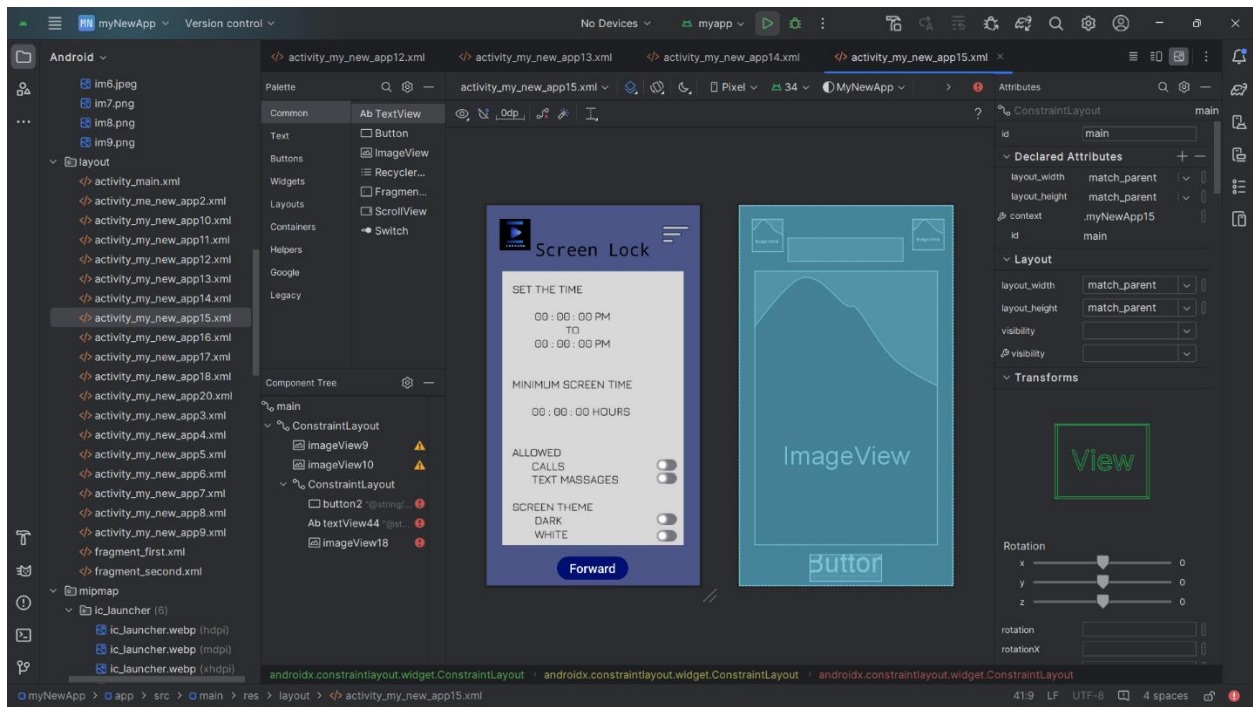 MN myNewApp Version control No Devices myapp
Android
activity_my_new_app12.xml activity_my_new_app13.xml activity_my_new_app14.xml activity_my_new_app15.xml
im6.jpeg
im7.png
im8.png
im9.png
layout
activity_main.xml
activity_me_new_app2.xml
activity_my_new_app10.xml
activity_my_new_app11.xml
activity_my_new_app12.xml
activity_my_new_app13.xml
activity_my_new_app14.xml
activity_my_new_app15.xml
activity_my_new_app16.xml
activity_my_new_app17.xml
activity_my_new_app18.xml
activity_my_new_app20.xml
activity_my_new_app3.xml
activity_my_new_app4.xml
activity_my_new_app5.xml
activity_my_new_app6.xml
activity_my_new_app7.xml
activity_my_new_app8.xml
activity_my_new_app9.xml
fragment_first.xml
fragment_second.xml
mipmap
ic_launcher (6)
ic_launcher.webp (hdpi)
ic_launcher.webp (mdpi)
ic_launcher.webp (xhdpi)
Palette
Common
Text
Buttons
Widgets
Layouts
Containers
Helpers
Google
Legacy
Ab TextView
Button
ImageView
Recycler...
Fragmen...
ScrollView
Switch
Component Tree
main
ConstraintLayout
imageView9
imageView10
ConstraintLayout
button2 "@string/...
Ab textView44 "@st...
imageView18
activity_my_new_app15.xml Pixel 34 MyNewApp
0dp
?
Screen Lock
SET THE TIME
00 : 00 : 00 PM
TO
00 : 00 : 00 PM
MINIMUM SCREEN TIME
00 : 00 : 00 HOURS
ALLOWED
CALLS
TEXT MASSAGES
SCREEN THEME
DARK
WHITE
Forward
ImageView
Button
Attributes
ConstraintLayout main
id main
Declared Attributes
layout_width match_parent
layout_height match_parent
context .myNewApp15
id main
Layout
layout_width match_parent
layout_height match_parent
visibility
visibility
Transforms
View
Rotation
x 0
y 0
z 0
rotation
rotationX
androidx.constraintlayout.widget.ConstraintLayout androidx.constraintlayout.widget.ConstraintLayout androidx.constraintlayout.widget.ConstraintLayout
myNewApp > app > src > main > res > layout > activity_my_new_app15.xml 41:9 LF UTF-8 4 spaces